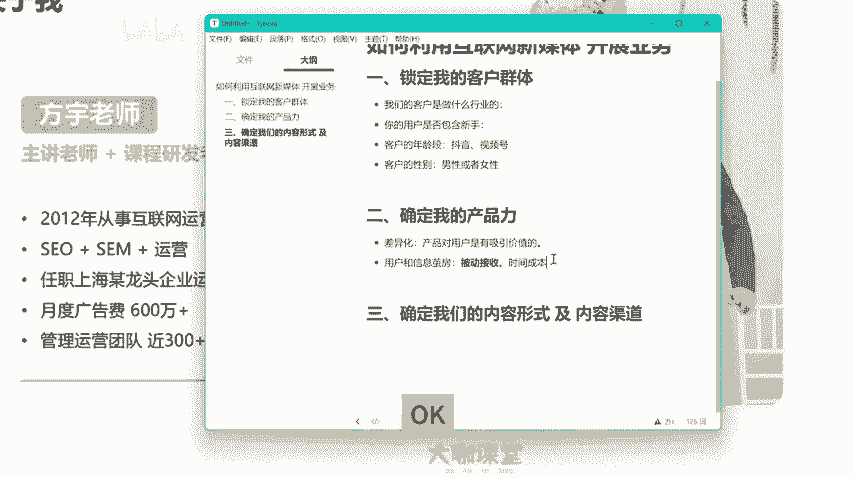 于我
Untitled - Typora
文件(F) 编辑(E) 段落(P) 格式(O) 视图(V) 主题(T) 帮助(H)
文件 大纲
如何利用互联网新媒体 开展业务
一、锁定我的客户群体
二、确定我的产品力
三、确定我们的内容形式 及
内容渠道
如何利用互联网新媒体 开展业务
一、锁定我的客户群体
我们的客户是做什么行业的：
你的用户是否包含新手：
客户的年龄段：抖音、视频号
客户的性别：男性或者女性
二、确定我的产品力
差异化：产品对用户是有吸引价值的。
用户和信息茧房：被动接收，时间成本
三、确定我们的内容形式 及 内容渠道
方宇老师
主讲老师 + 课程研发
2012年从事互联网运营
SEO + SEM + 运营
任职上海某龙头企业运
月度广告费 600万+
管理运营团队 近300+
OK
大咖课堂